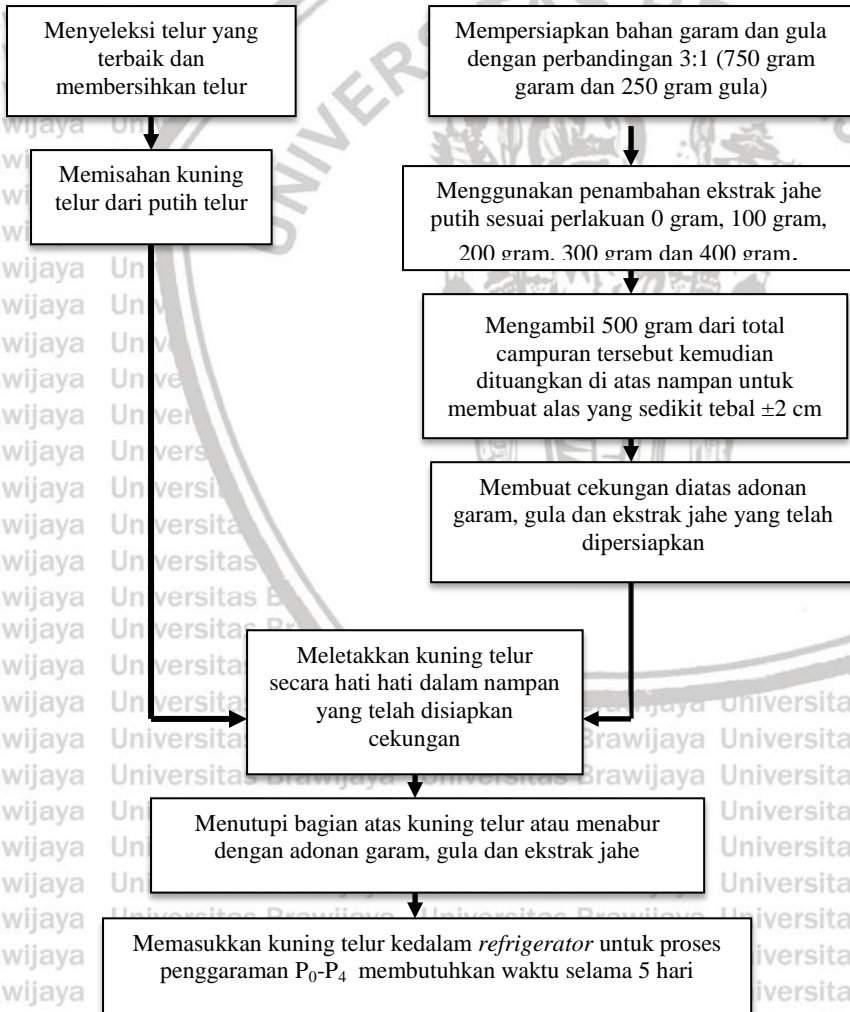 Menyeleksi telur yang
terbaik dan
membersihkan telur
Mempersiapkan bahan garam dan gula
dengan perbandingan 3:1 (750 gram
garam dan 250 gram gula)
Memisahan kuning
telur dari putih telur
Menggunakan penambahan ekstrak jahe
putih sesuai perlakuan 0 gram, 100 gram,
200 gram, 300 gram dan 400 gram.
Mengambil 500 gram dari total
campuran tersebut kemudian
dituangkan di atas nampan untuk
membuat alas yang sedikit tebal ±2 cm
Membuat cekungan diatas adonan
garam, gula dan ekstrak jahe yang telah
dipersiapkan
Meletakkan kuning telur
secara hati hati dalam nampan
yang telah disiapkan
cekungan
Menutupi bagian atas kuning telur atau menabur
dengan adonan garam, gula dan ekstrak jahe
Memasukkan kuning telur kedalam refrigerator untuk proses
penggaraman P₀-P₄ membutuhkan waktu selama 5 hari